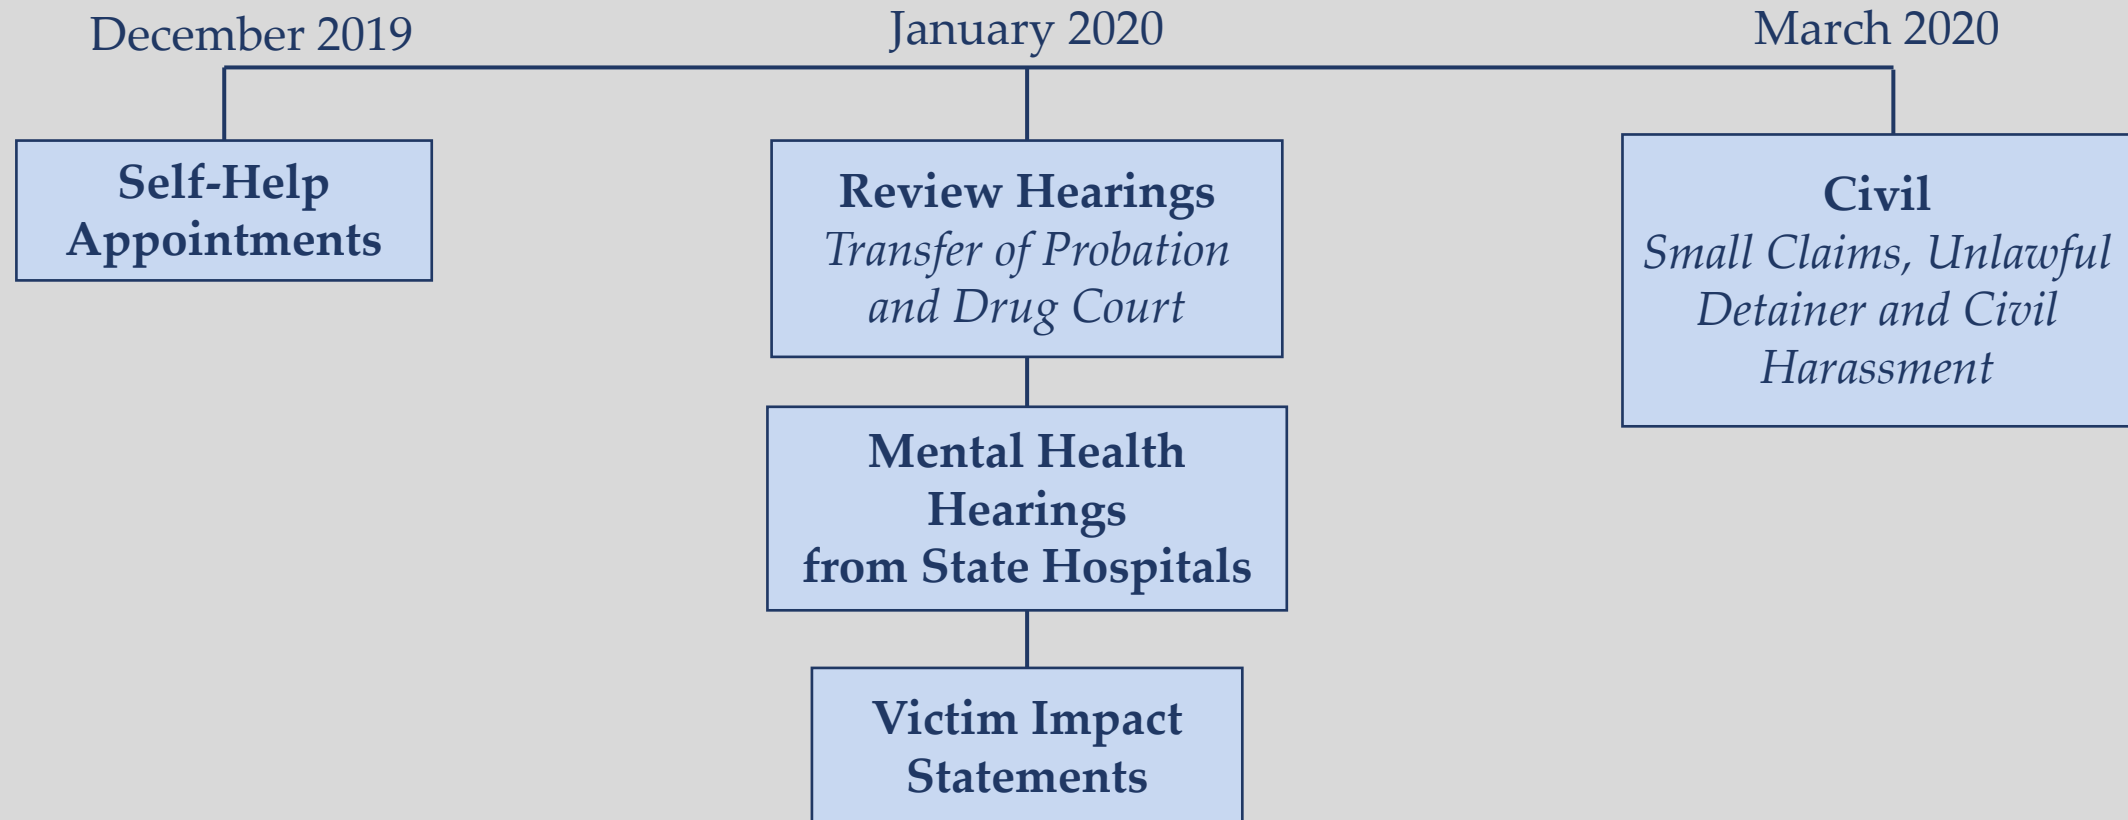 December 2019
January 2020
March 2020
Self-Help
Appointments
Review Hearings
Transfer of Probation
and Drug Court
Mental Health
Hearings
from State Hospitals
Victim Impact
Statements
Civil
Small Claims, Unlawful
Detainer and Civil
Harassment